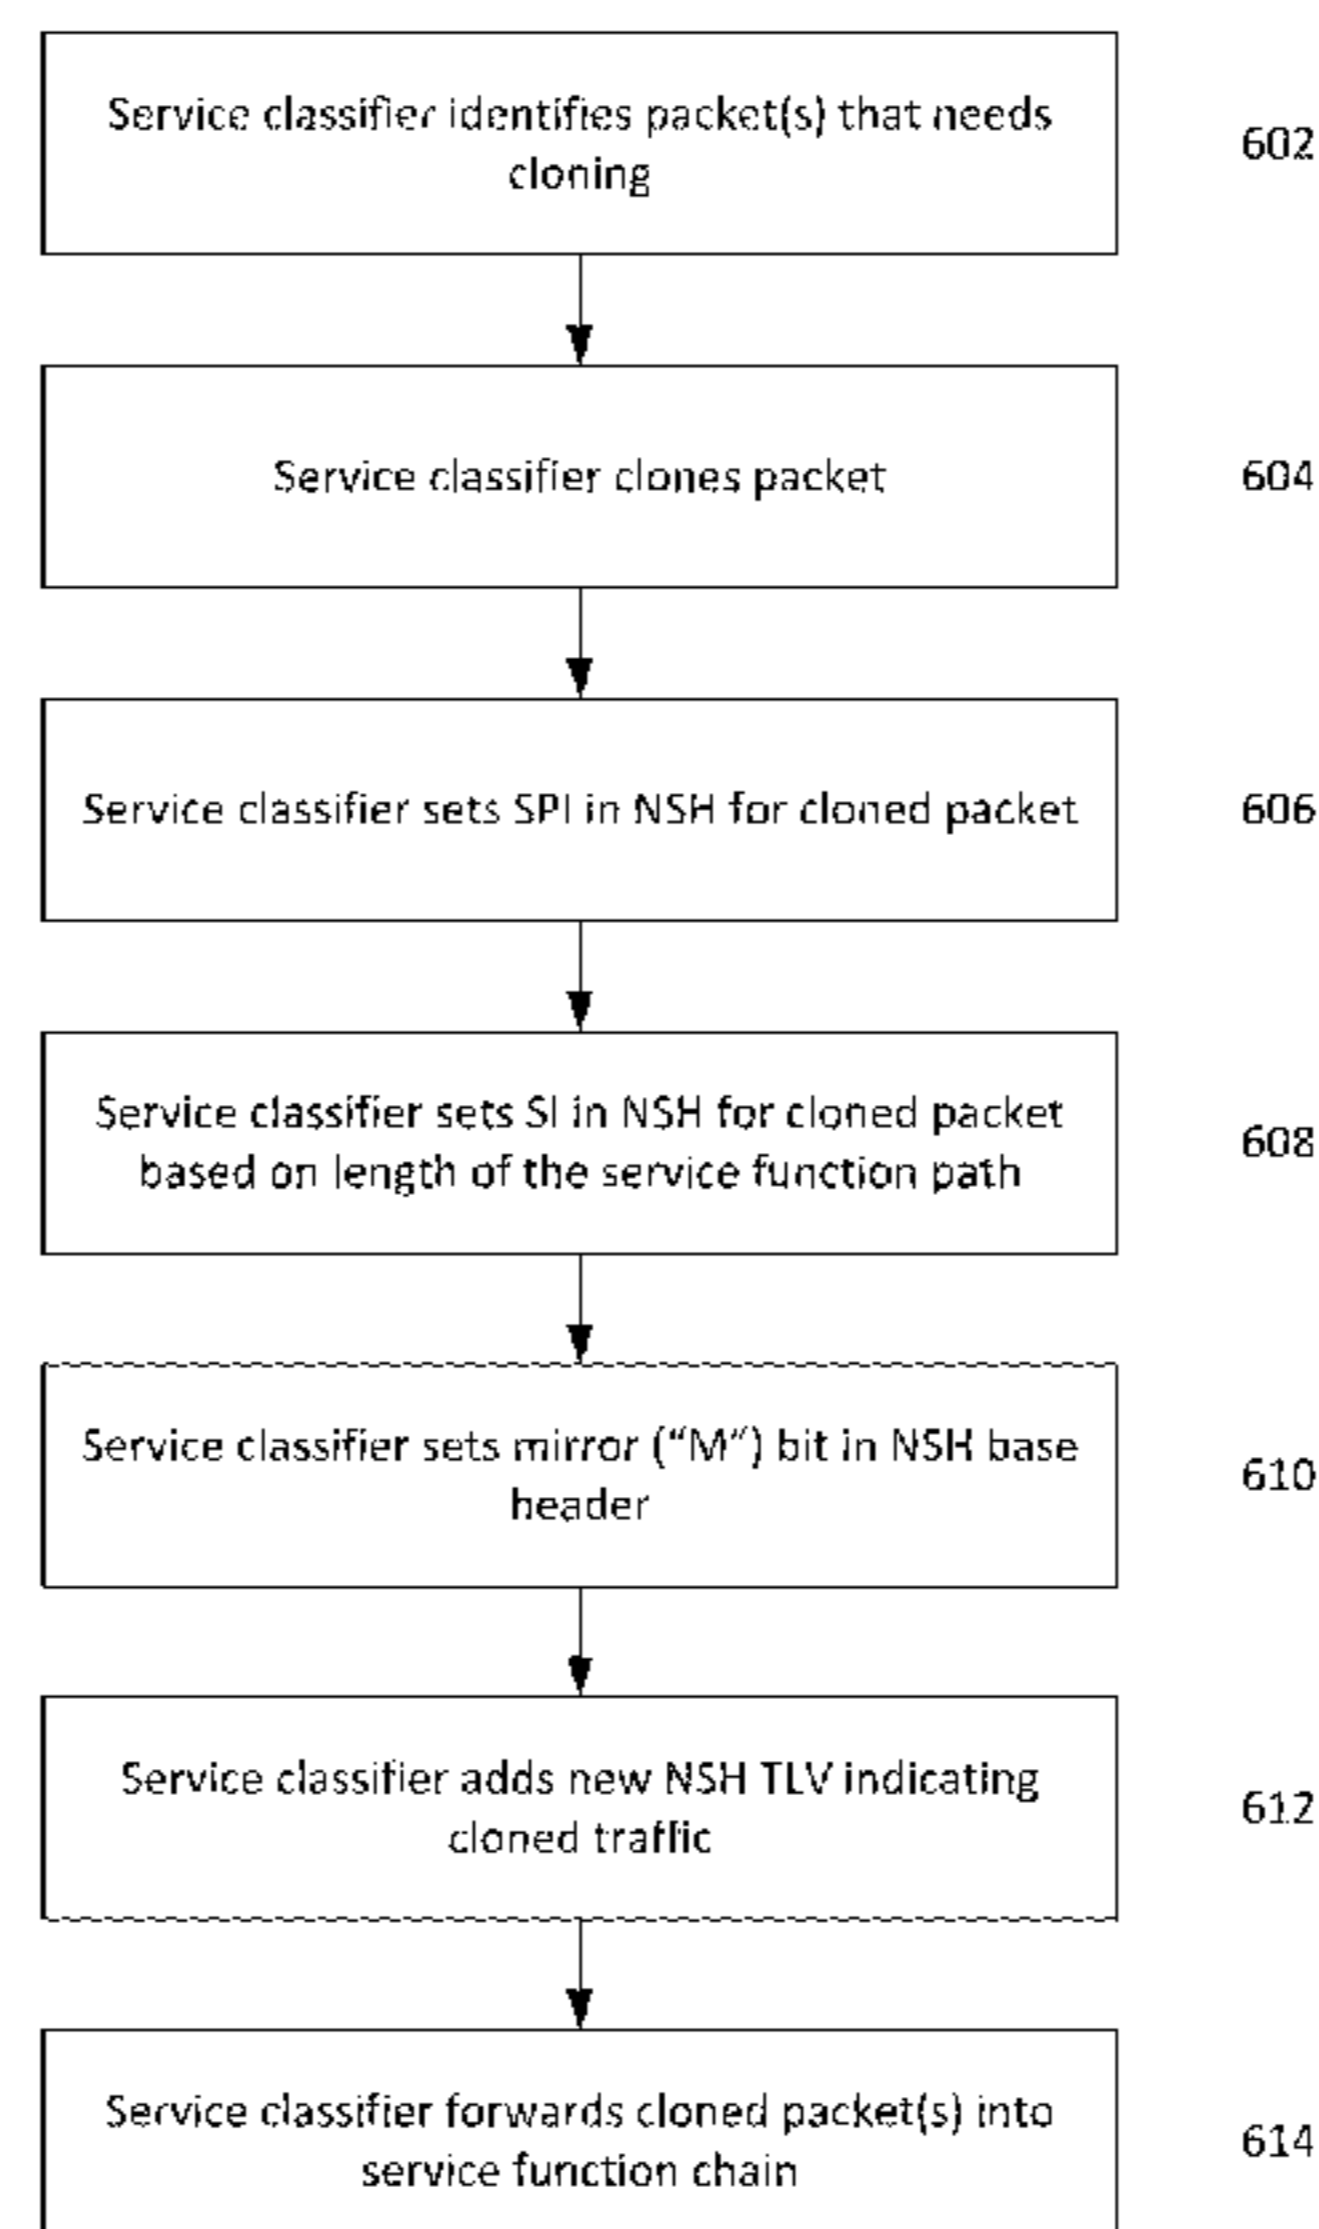 Service classifier identifies packet(s) that needs
cloning
602
Service classifier clones packet
604
Service classifier sets SPI in NSH for cloned packet
606
Service classifier sets SI in NSH for cloned packet
based on length of the service function path
608
Service classifier sets mirror (“M”) bit in NSH base
header
610
Service classifier adds new NSH TLV indicating
cloned traffic
612
Service classifier forwards cloned packet(s) into
service function chain
614